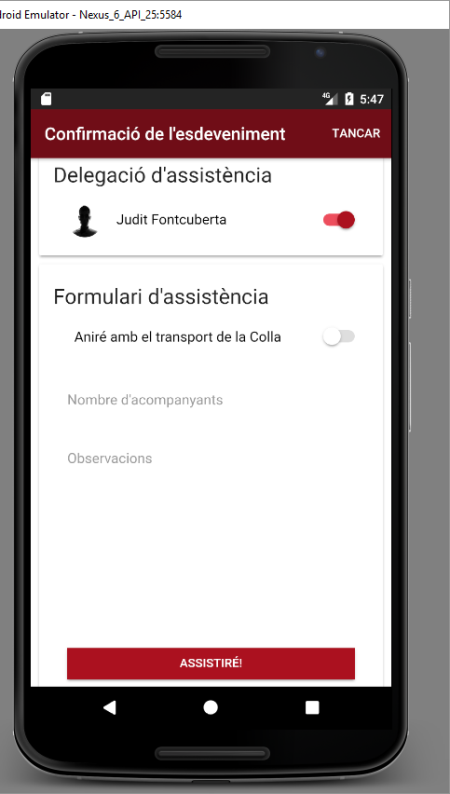 droid Emulator - Nexus_6_API_25:5584
4G 5:47
Confirmació de l'esdeveniment TANCAR
Delegació d'assistència
Judit Fontcuberta
Formulari d'assistència
Aniré amb el transport de la Colla
Nombre d'acompanyants
Observacions
ASSISTIRÉ!